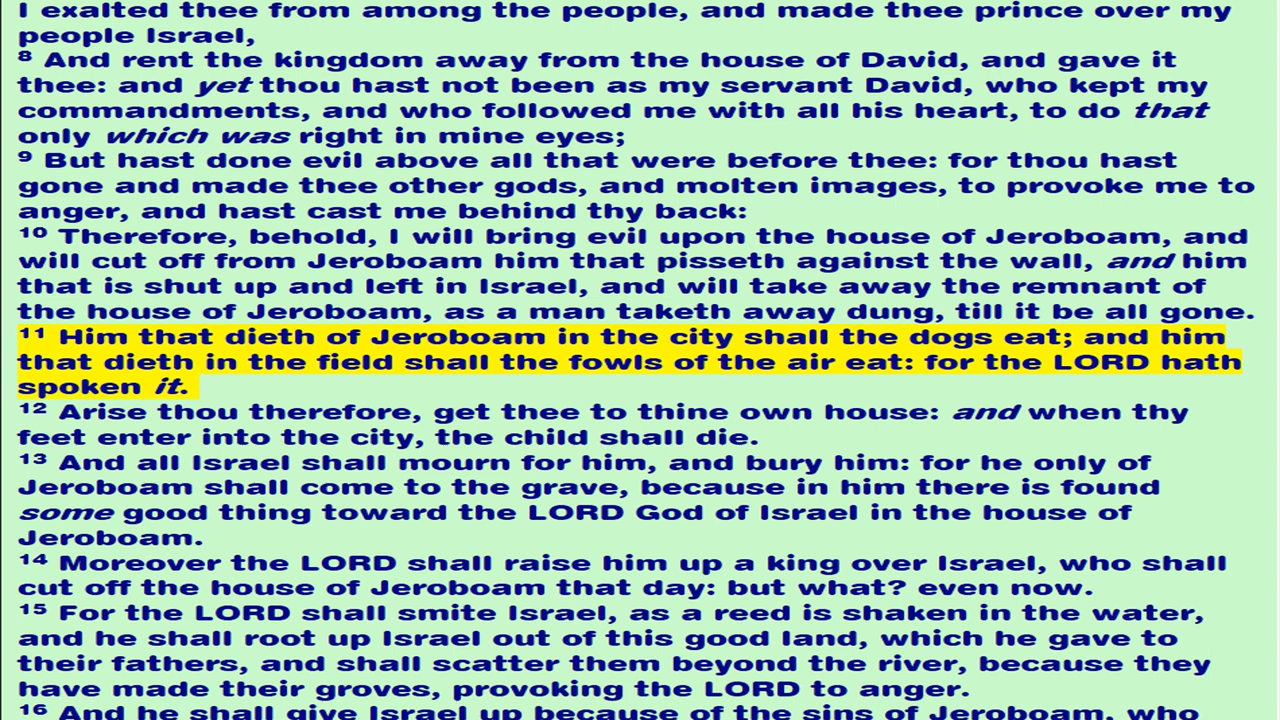 I exalted thee from among the people, and made thee prince over my
people Israel,
8 And rent the kingdom away from the house of David, and gave it
thee: and yet thou hast not been as my servant David, who kept my
commandments, and who followed me with all his heart, to do that
only which was right in mine eyes;
9 But hast done evil above all that were before thee: for thou hast
gone and made thee other gods, and molten images, to provoke me to
anger, and hast cast me behind thy back:
10 Therefore, behold, I will bring evil upon the house of Jeroboam, and
will cut off from Jeroboam him that pisseth against the wall, and him
that is shut up and left in Israel, and will take away the remnant of
the house of Jeroboam, as a man taketh away dung, till it be all gone.
11 Him that dieth of Jeroboam in the city shall the dogs eat; and him
that dieth in the field shall the fowls of the air eat: for the LORD hath
spoken it.
12 Arise thou therefore, get thee to thine own house: and when thy
feet enter into the city, the child shall die.
13 And all Israel shall mourn for him, and bury him: for he only of
Jeroboam shall come to the grave, because in him there is found
some good thing toward the LORD God of Israel in the house of
Jeroboam.
14 Moreover the LORD shall raise him up a king over Israel, who shall
cut off the house of Jeroboam that day: but what? even now.
15 For the LORD shall smite Israel, as a reed is shaken in the water,
and he shall root up Israel out of this good land, which he gave to
their fathers, and shall scatter them beyond the river, because they
have made their groves, provoking the LORD to anger.
16 And he shall give Israel up because of the sins of Jeroboam, who